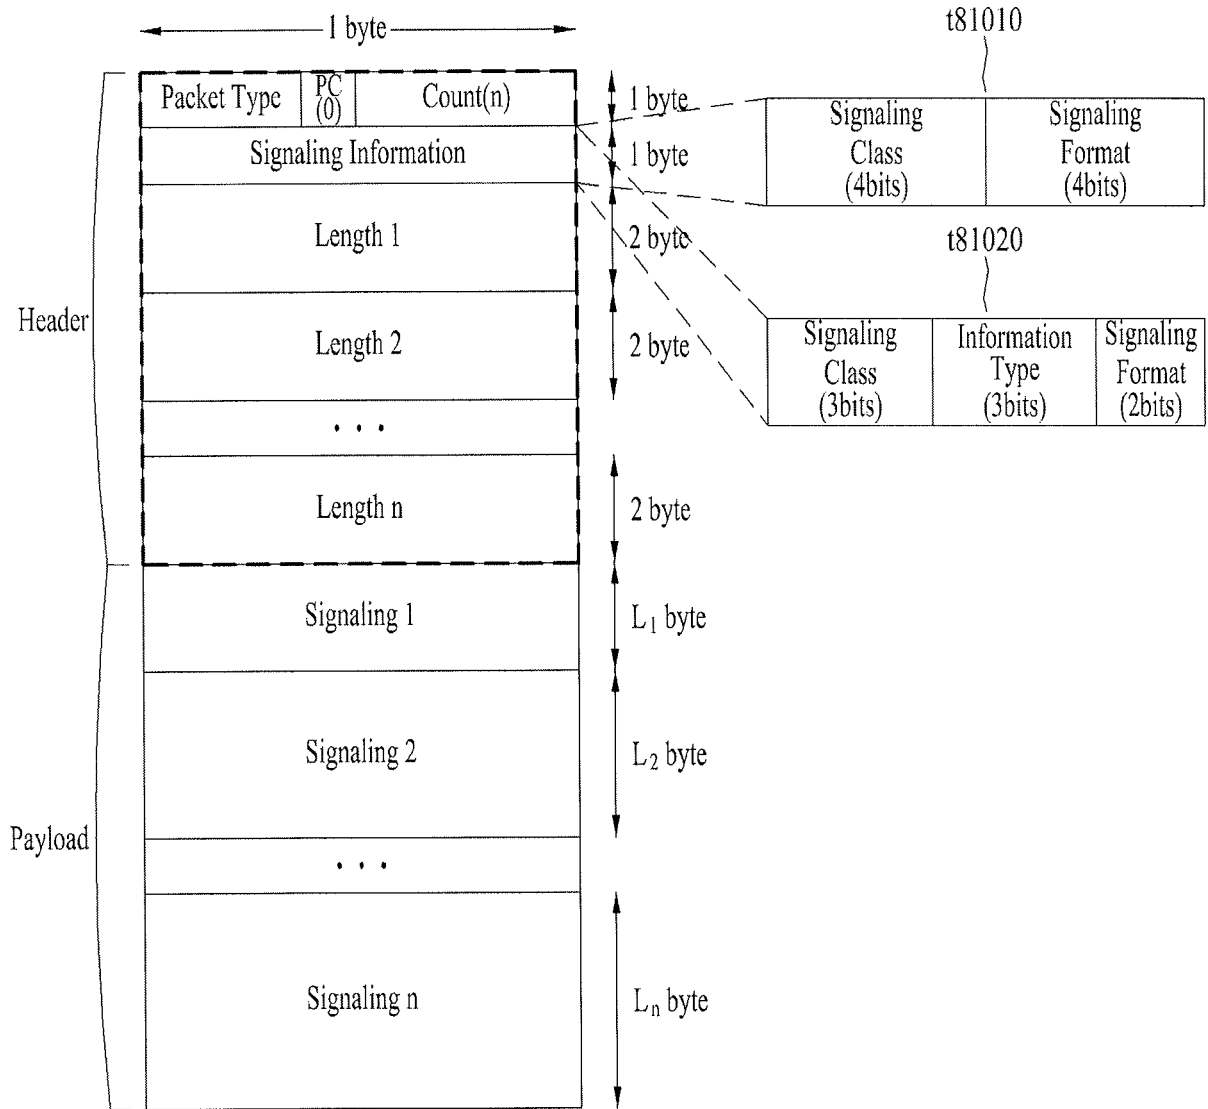 1 byte
t81010
Packet Type
PC
(0)
Count(n)
1 byte
Signaling
Class
(4bits)
Signaling
Format
(4bits)
Signaling Information
1 byte
Length 1
2 byte
t81020
Header
Length 2
2 byte
Signaling
Class
(3bits)
Information
Type
(3bits)
Signaling
Format
(2bits)
• • •
Length n
2 byte
Signaling 1
L1 byte
Signaling 2
L2 byte
Payload
• • •
Signaling n
Ln byte